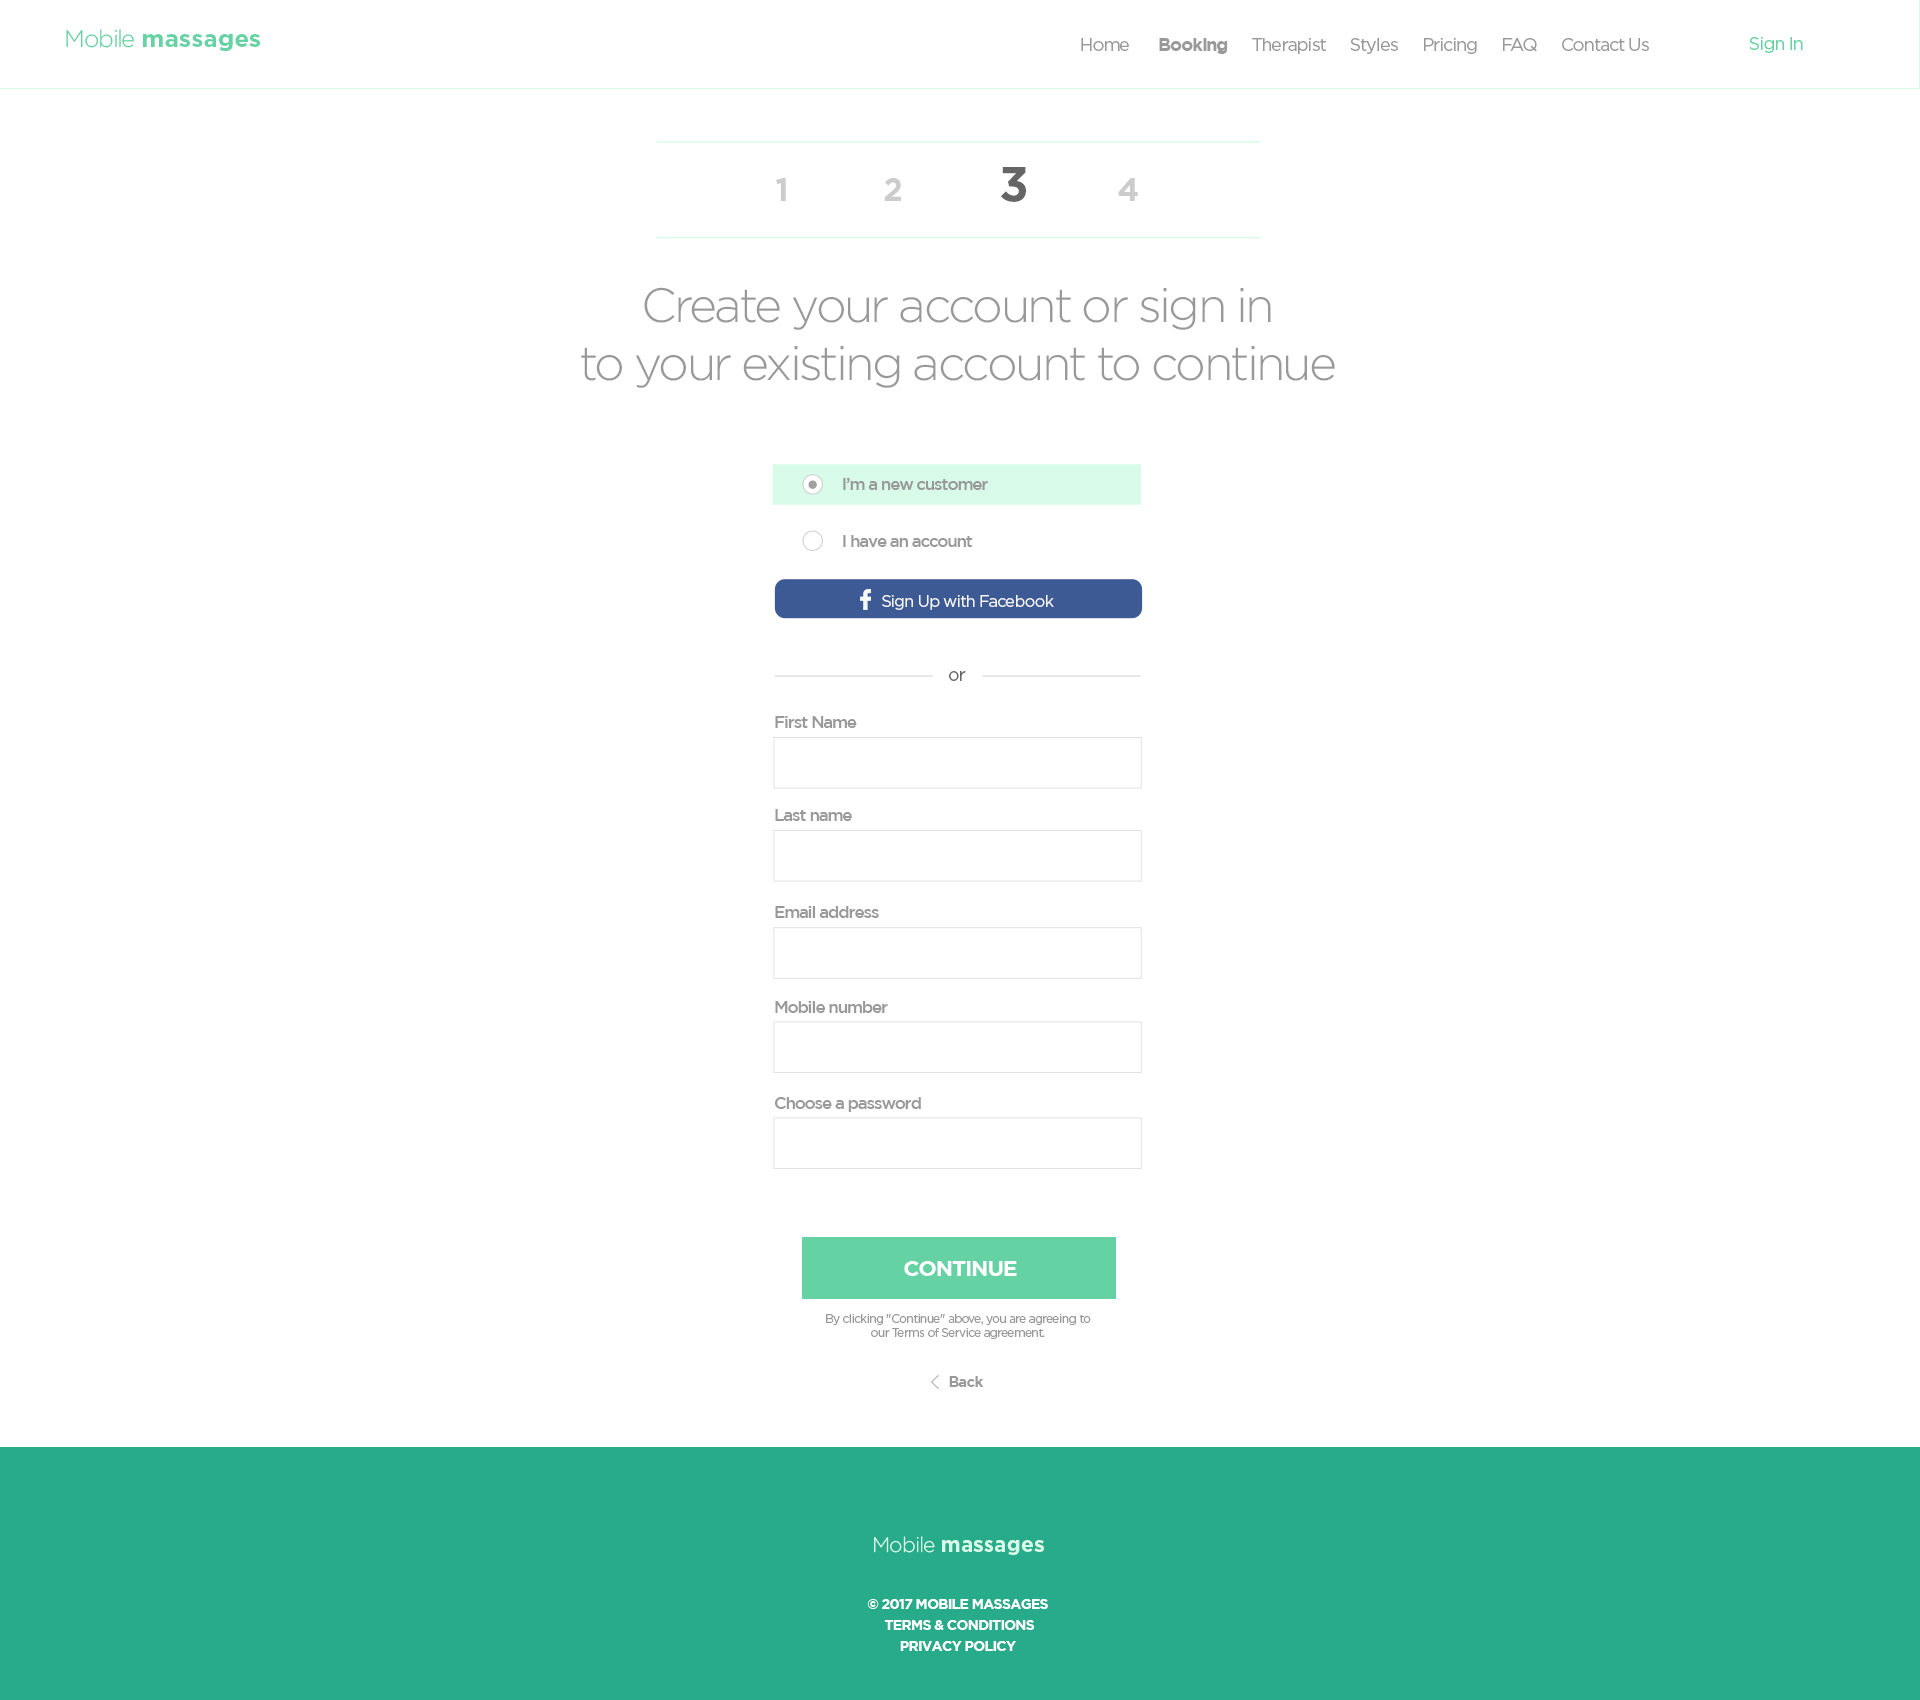 Mobile massages
Home Booking Therapist Styles Pricing FAQ Contact Us Sign In
1 2 3 4
Create your account or sign in
to your existing account to continue
I'm a new customer
I have an account
f Sign Up with Facebook
or
First Name
Last name
Email address
Mobile number
Choose a password
CONTINUE
By clicking "Continue" above, you are agreeing to
our Terms of Service agreement.
Back
Mobile massages
© 2017 MOBILE MASSAGES
TERMS & CONDITIONS
PRIVACY POLICY